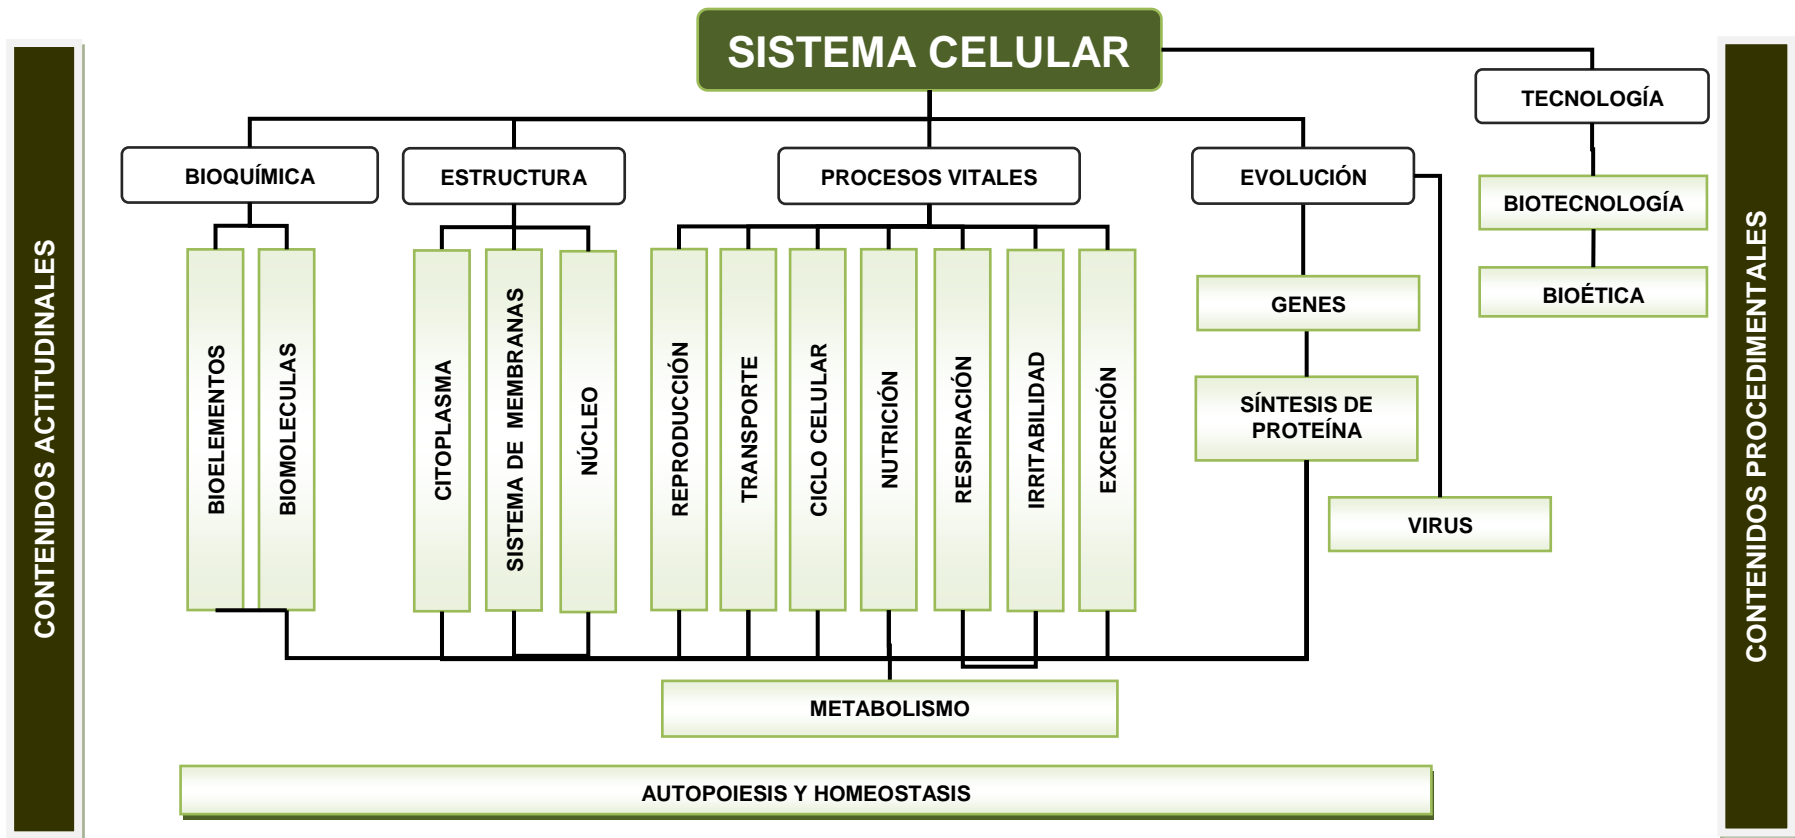 SISTEMA CELULAR
TECNOLOGÍA
BIOQUÍMICA
ESTRUCTURA
PROCESOS VITALES
EVOLUCIÓN
BIOTECNOLOGÍA
BIOÉTICA
BIOELEMENTOS
BIOMOLECULAS
CITOPLASMA
SISTEMA DE MEMBRANAS
NÚCLEO
REPRODUCCIÓN
TRANSPORTE
CICLO CELULAR
NUTRICIÓN
RESPIRACIÓN
IRRITABILIDAD
EXCRECIÓN
GENES
SÍNTESIS DE
PROTEÍNA
VIRUS
METABOLISMO
AUTOPOIESIS Y HOMEOSTASIS
CONTENIDOS ACTITUDINALES
CONTENIDOS PROCEDIMENTALES